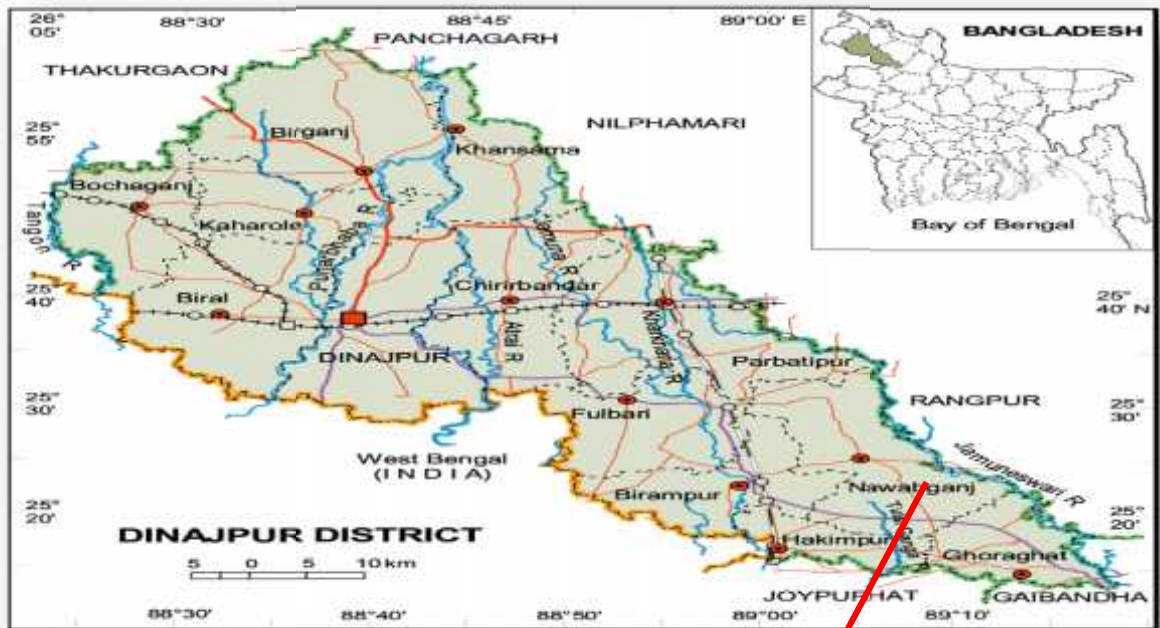 26° 05'
88°30'
88°45'
89°00' E
PANCHAGARH
BANGLADESH
THAKURGAON
25° 55'
Birganj
NILPHAMARI
Khansama
Bochaganj
Tangon R
Kaharole
Punarbhaba R
Jamuna R
Bay of Bengal
25° 40'
Biral
Chirirbandar
25° 40' N
DINAJPUR
Atrai R
Kharkharia R
Parbatipur
25° 30'
Fulbari
RANGPUR
25° 30'
West Bengal
(INDIA)
Jamuneswari R
Birampur
Nawabganj
25° 20'
25° 20'
DINAJPUR DISTRICT
Hakimpur
Ghoraghat
5 0 5 10 km
JOYPURHAT
GAIBANDHA
88°30'
88°40'
88°50'
89°00'
89°10'